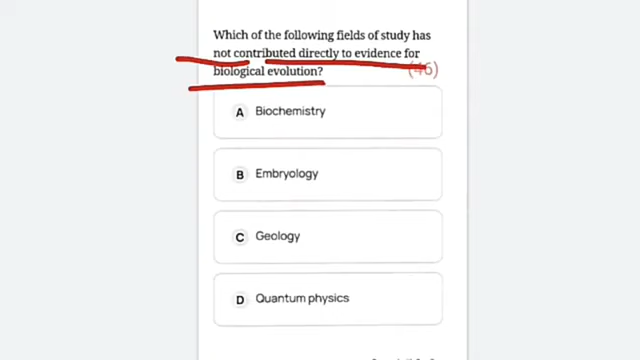 Which of the following fields of study has
not contributed directly to evidence for
biological evolution?
(46)
A Biochemistry
B Embryology
C Geology
D Quantum physics